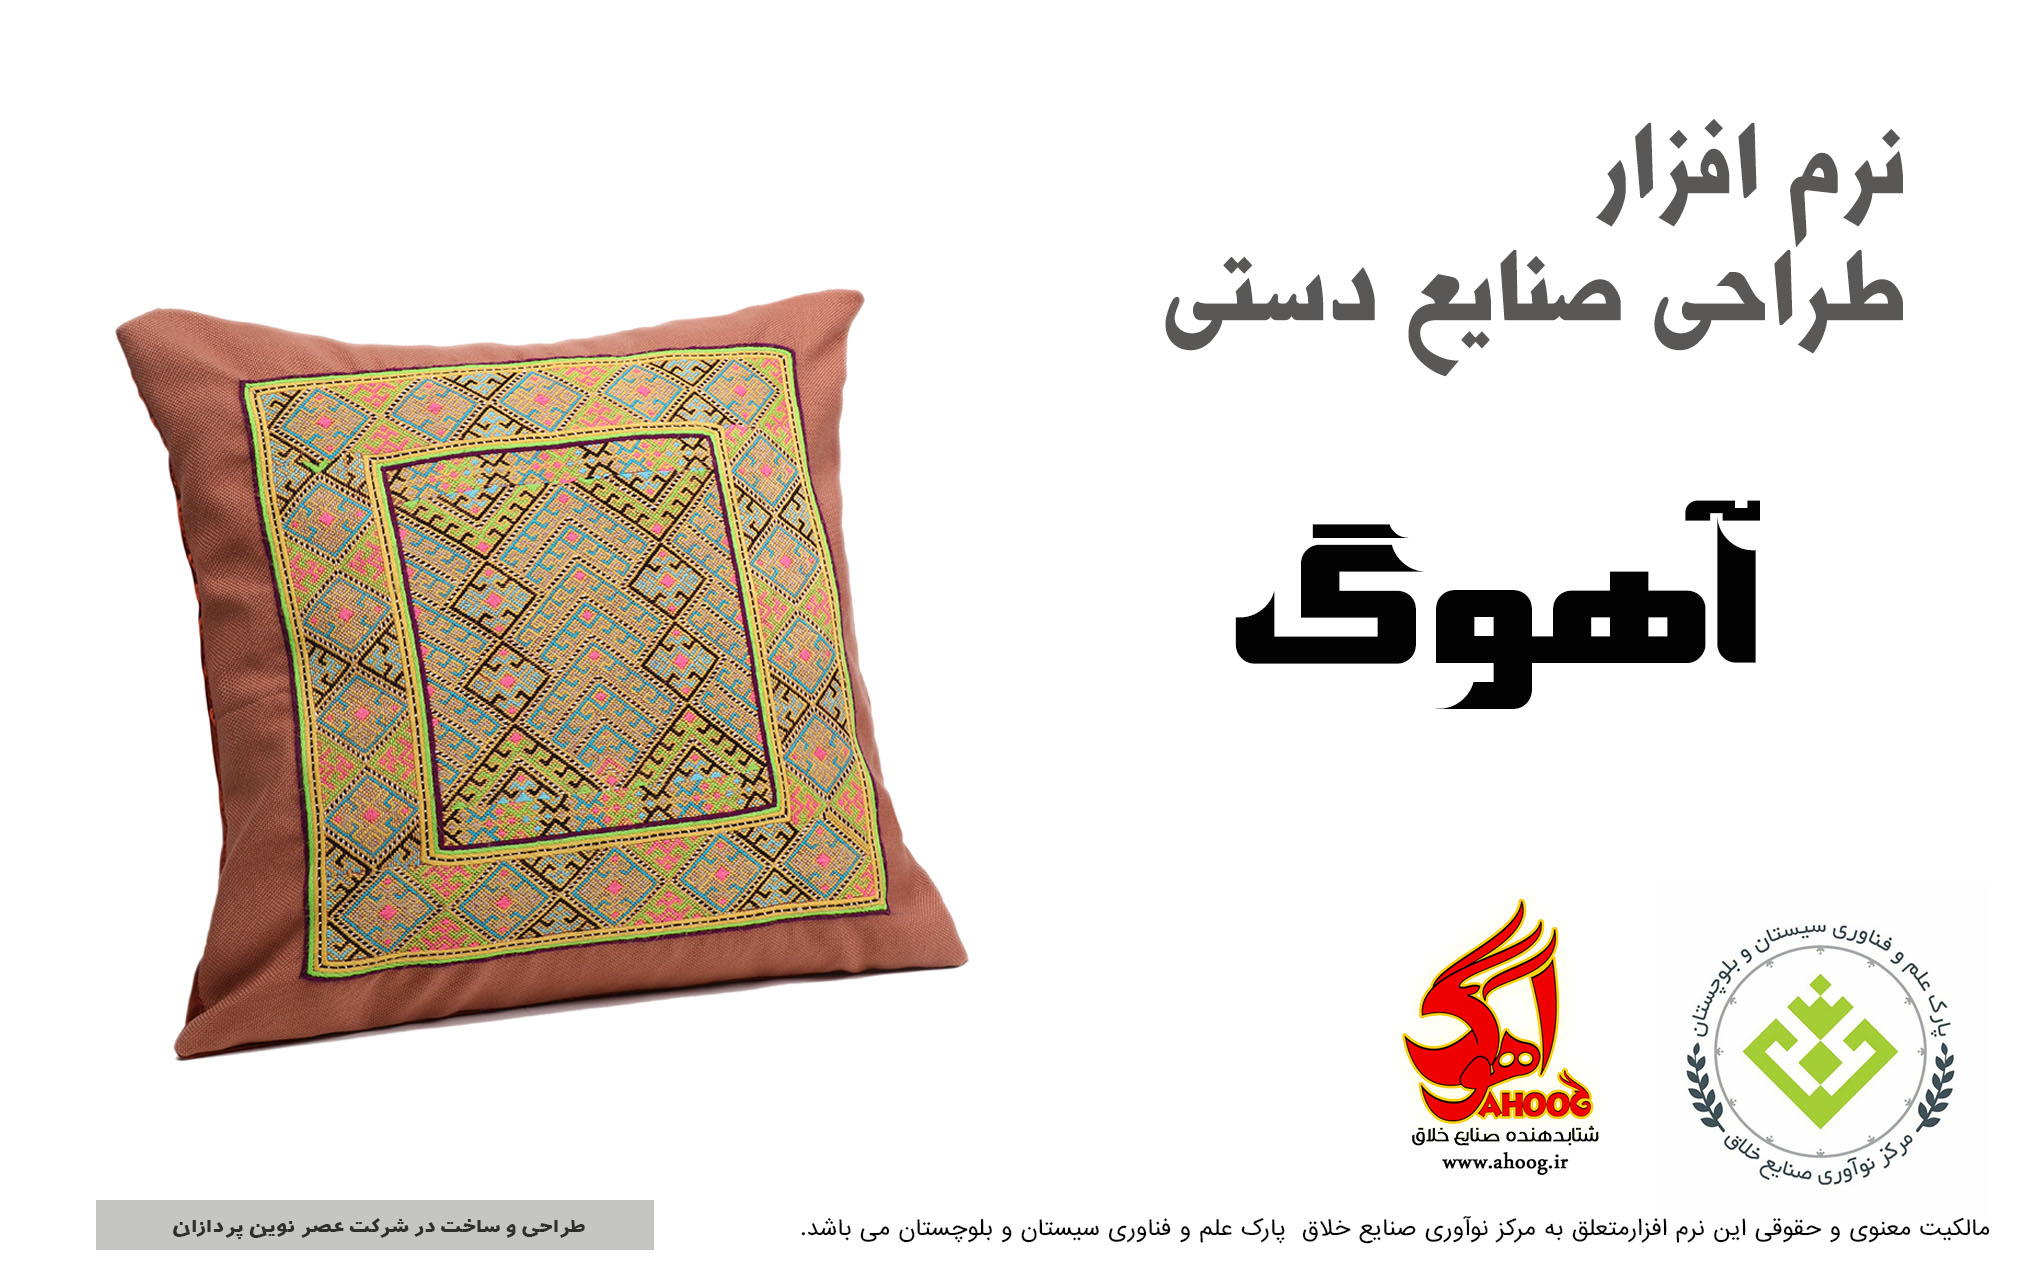 نرم افزار
طراحی صنایع دستی
آهوگ
آهوگ
AHOOG
شتابدهنده صنایع خلاق
www.ahoog.ir
پارک علم و فناوری سیستان و بلوچستان
مرکز نوآوری صنایع خلاق
مالکیت معنوی و حقوقی این نرم افزارمتعلق به مرکز نوآوری صنایع خلاق پارک علم و فناوری سیستان و بلوچستان می باشد.
طراحی و ساخت در شرکت عصر نوین پردازان